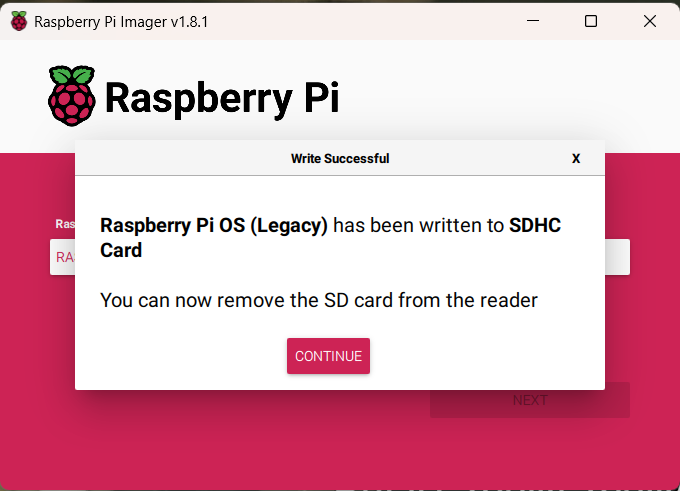 Raspberry Pi Imager v1.8.1
Raspberry Pi
Write Successful
X
Ras
RA
Raspberry Pi OS (Legacy) has been written to SDHC
Card
You can now remove the SD card from the reader
CONTINUE
NEXT